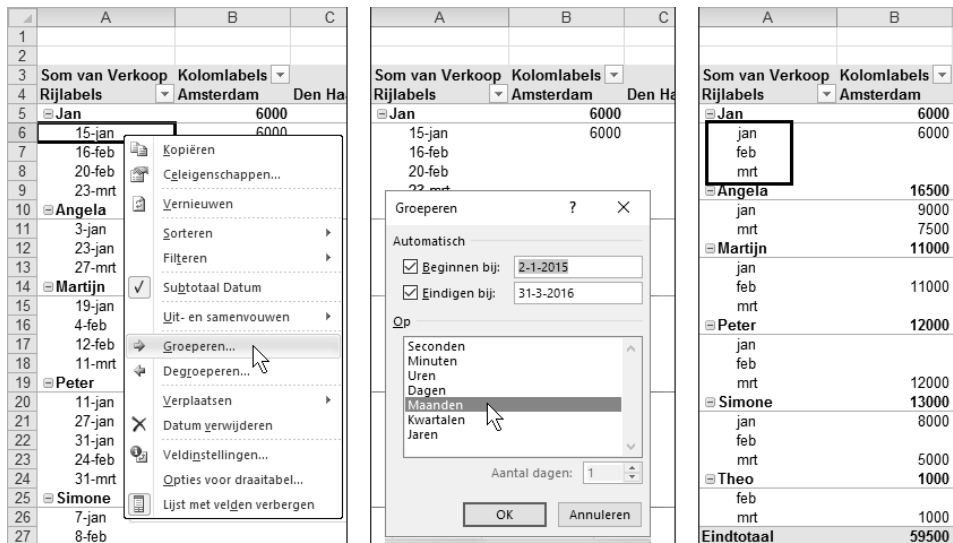 A B C
1
2
3 Som van Verkoop Kolomlabels
4 Rijlabels Amsterdam Den Ha
5 Jan 6000
6 15-jan 6000
7 16-feb
8 20-feb
9 23-mrt
10 Angela
11 3-jan
12 23-jan
13 27-mrt
14 Martijn
15 19-jan
16 4-feb
17 12-feb
18 11-mrt
19 Peter
20 11-jan
21 27-jan
22 31-jan
23 24-feb
24 31-mrt
25 Simone
26 7-jan
27 8-feb
Kopiëren
Celeigenschappen...
Vernieuwen
Sorteren
Filteren
Subtotaal Datum
Uit- en samenvouwen
Groeperen...
Degroeperen...
Verplaatsen
Datum verwijderen
Veldinstellingen...
Opties voor draaitabel...
Lijst met velden verbergen
A B C
Som van Verkoop Kolomlabels
Rijlabels Amsterdam Den Ha
Jan 6000
15-jan 6000
16-feb
20-feb
23-mrt
Groeperen ?
Automatisch
Beginnen bij: 2-1-2015
Eindigen bij: 31-3-2016
Op
Seconden
Minuten
Uren
Dagen
Maanden
Kwartalen
Jaren
Aantal dagen: 1
OK Annuleren
A B
Som van Verkoop Kolomlabels
Rijlabels Amsterdam
Jan 6000
jan 6000
feb
mrt
Angela 16500
jan 9000
mrt 7500
Martijn 11000
jan
feb 11000
mrt
Peter 12000
jan
feb
mrt 12000
Simone 13000
jan 8000
feb
mrt 5000
Theo 1000
feb
mrt 1000
Eindtotaal 59500